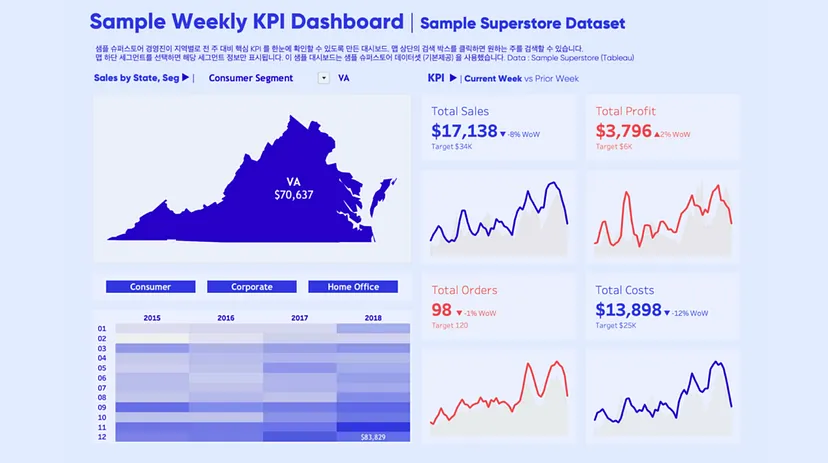 Sample Weekly KPI Dashboard | Sample Superstore Dataset
샘플 슈퍼스토어 경영진이 지역별로 전 주 대비 핵심 KPI 를 한눈에 확인할 수 있도록 만든 대시보드. 맵 상단의 검색 박스를 클릭하면 원하는 주를 검색할 수 있습니다.
맵 하단 세그먼트를 선택하면 해당 세그먼트 정보만 표시됩니다. 이 샘플 대시보드는 샘플 슈퍼스토어 데이터셋 (기본제공) 을 사용했습니다. Data : Sample Superstore (Tableau)
Sales by State, Seg ▶ | Consumer Segment ▾ VA
KPI ▶ | Current Week vs Prior Week
VA
$70,637
Consumer Corporate Home Office
2015 2016 2017 2018
01
02
03
04
05
06
07
08
09
10
11
12 $83,829
Total Sales
$17,138 ▼ -8% WoW
Target $34K
Total Profit
$3,796 ▲2% WoW
Target $6K
Total Orders
98 ▼ -1% WoW
Target 120
Total Costs
$13,898 ▼ -12% WoW
Target $25K